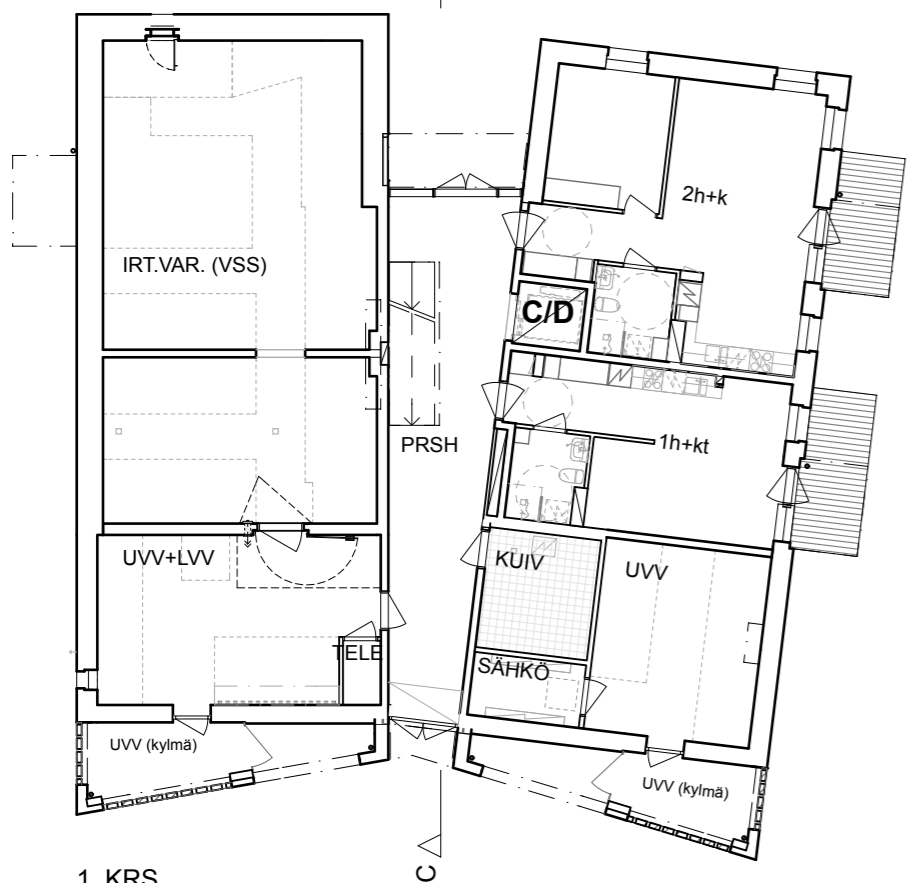 2h+k
IRT.VAR. (VSS)
C/D
PRSH
1h+kt
UVV+LVV
KUIV
UVV
TELE
SÄHKÖ
UVV (kylmä)
UVV (kylmä)
1. KRS
C